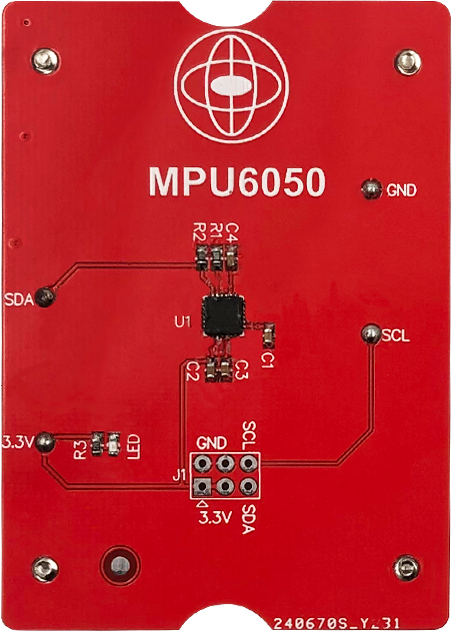 MPU6050
GND
R2 R1 C4
SDA
U1
SCL
C1
C2 C3
3.3V
R3 LED
GND SCL
J1
3.3V SDA
240670S_Y_31